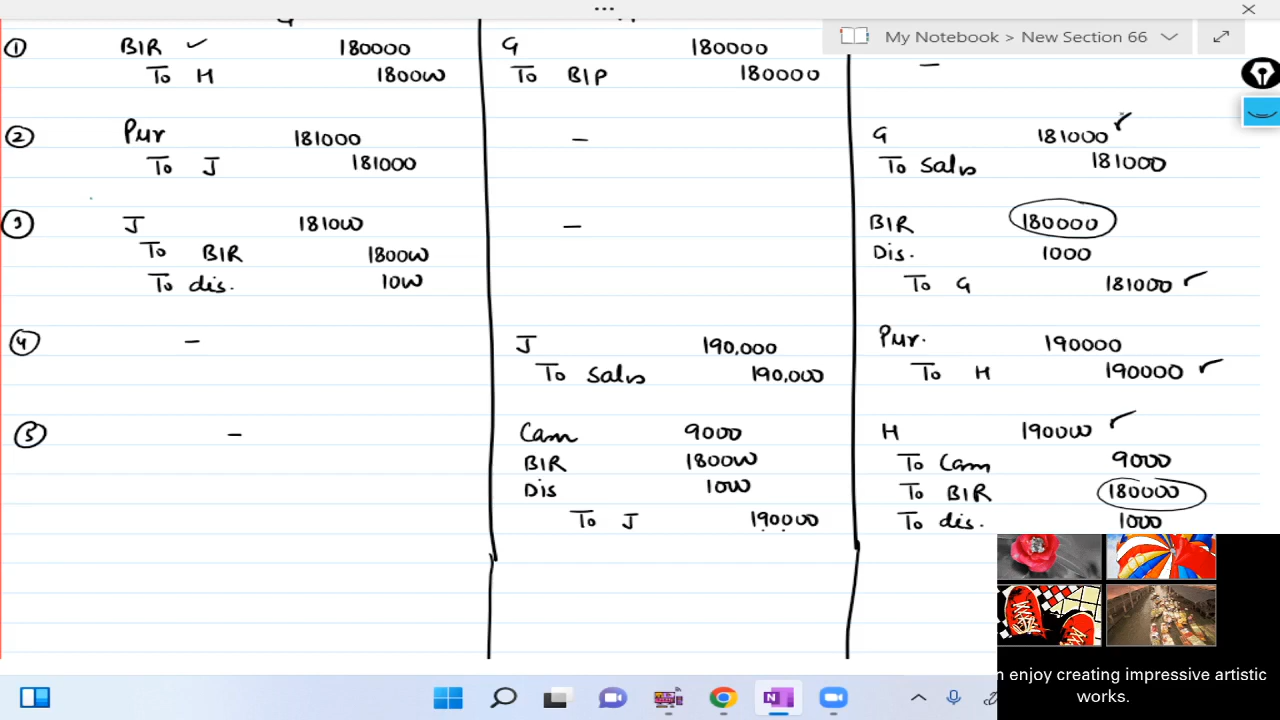 ...
My Notebook > New Section 66
① BIR ✓ 180000
To H 180000
G 180000
To BIP 180000
—
② Pur 181000
To J 181000
—
G 181000 ✓
To Sales 181000
③ J 181000
To BIR 180000
To dis. 1000
—
BIR 180000
Dis. 1000
To G 181000 ✓
④ —
J 190,000
To Sales 190,000
Pur. 190000
To H 190000 ✓
⑤ —
Cash 9000
BIR 180000
Dis 1000
To J 190000
H 190000 ✓
To Cash 9000
To BIR 180000
To dis. 1000
n enjoy creating impressive artistic
works.